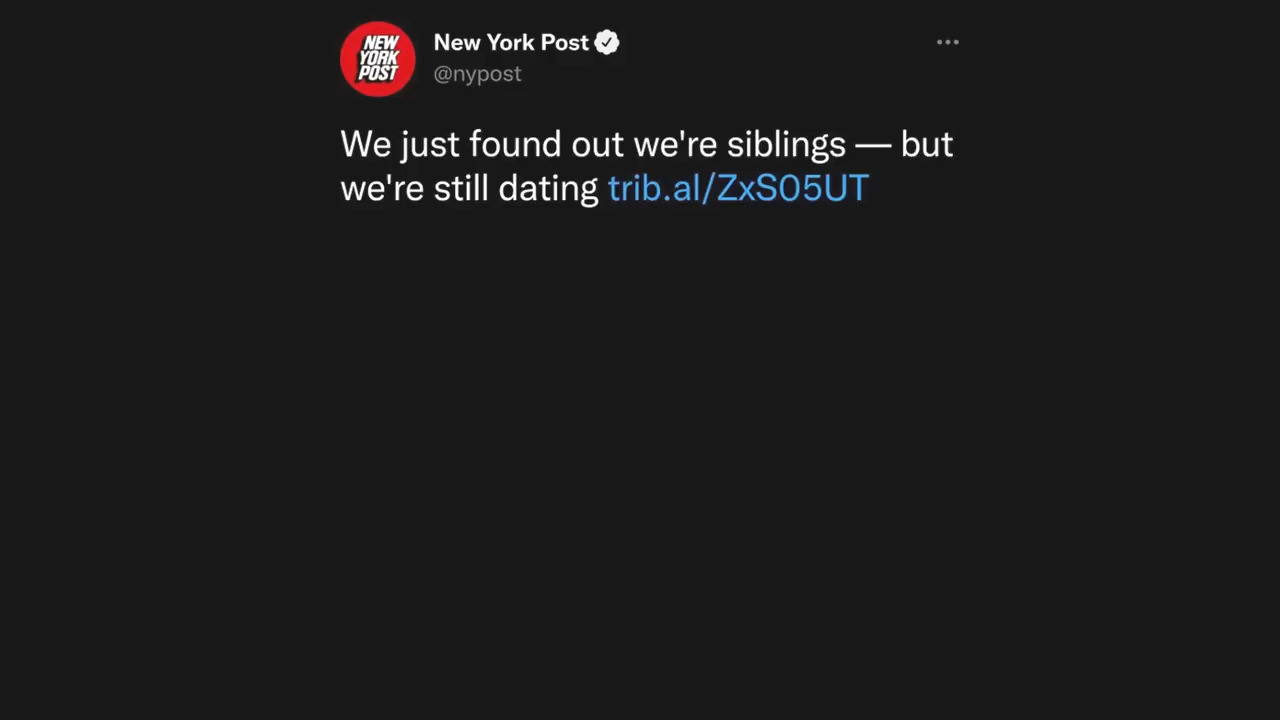 NEW
YORK
POST
New York Post
@nypost
We just found out we're siblings — but
we're still dating trib.al/ZxS05UT